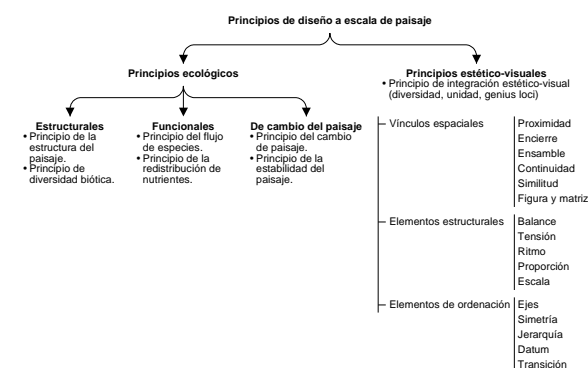 Principios de diseño a escala de paisaje
Principios ecológicos
Estructurales
• Principio de la
estructura del
paisaje.
• Principio de
diversidad biótica.
Funcionales
• Principio del flujo
de especies.
• Principio de la
redistribución de
nutrientes.
De cambio del paisaje
• Principio del cambio
de paisaje.
• Principio de la
estabilidad del
paisaje.
Principios estético-visuales
• Principio de integración estético-visual
(diversidad, unidad, genius loci)
Vínculos espaciales
Proximidad
Encierre
Ensamble
Continuidad
Similitud
Figura y matriz
Elementos estructurales
Balance
Tensión
Ritmo
Proporción
Escala
Elementos de ordenación
Ejes
Simetría
Jerarquía
Datum
Transición